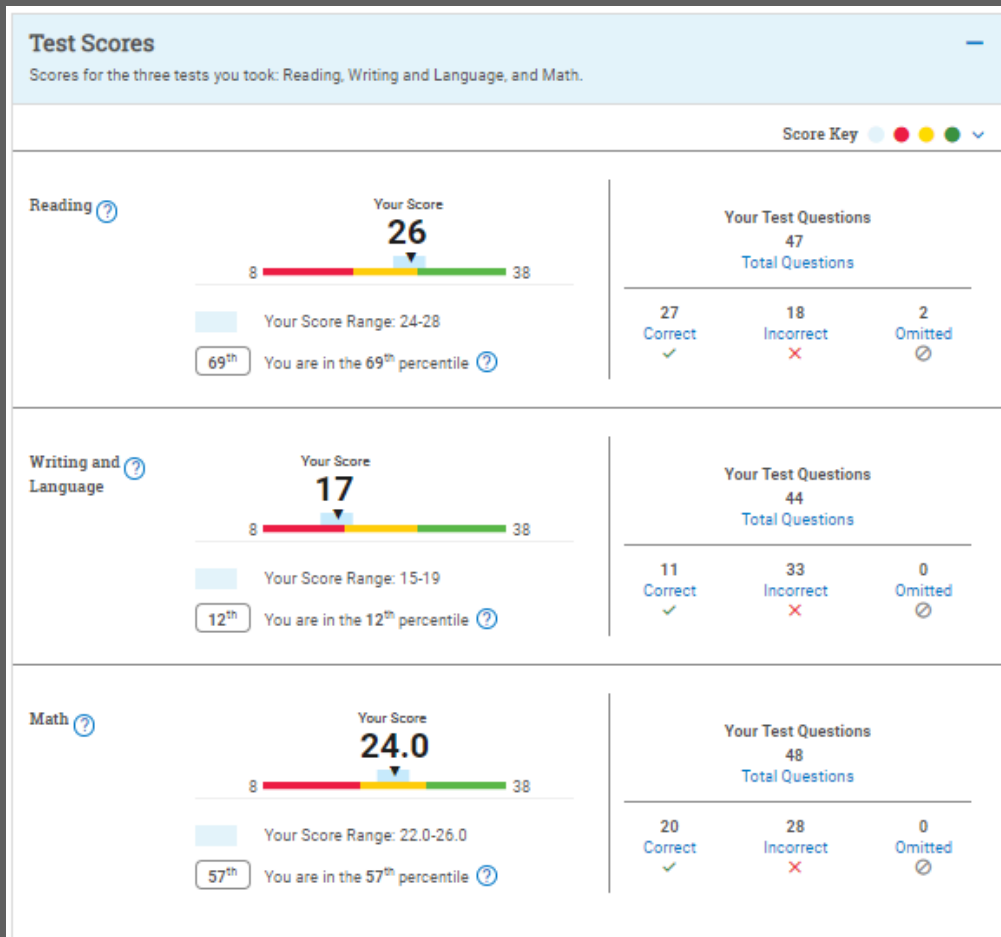 Test Scores
Scores for the three tests you took: Reading, Writing and Language, and Math.
Score Key
Reading ?
Your Score
26
8 38
Your Score Range: 24-28
69th You are in the 69th percentile ?
Your Test Questions
47
Total Questions
27 18 2
Correct Incorrect Omitted
Writing and ?
Language
Your Score
17
8 38
Your Score Range: 15-19
12th You are in the 12th percentile ?
Your Test Questions
44
Total Questions
11 33 0
Correct Incorrect Omitted
Math ?
Your Score
24.0
8 38
Your Score Range: 22.0-26.0
57th You are in the 57th percentile ?
Your Test Questions
48
Total Questions
20 28 0
Correct Incorrect Omitted